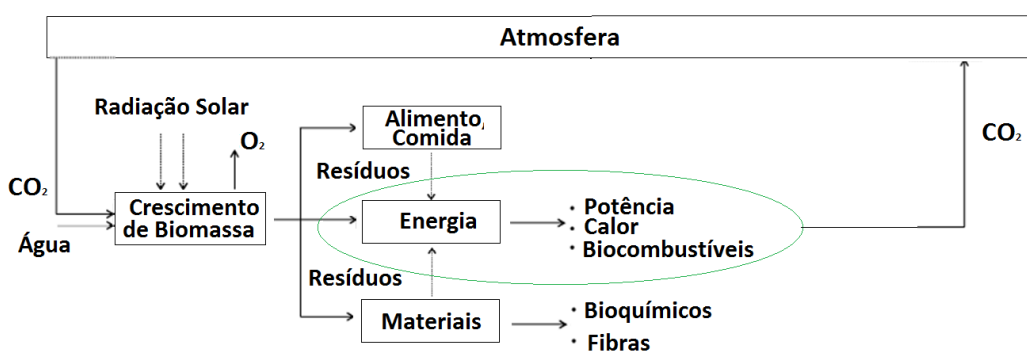 Atmosfera
Radiação Solar
O₂
CO₂
Água
Crescimento
de Biomassa
Alimento,
Comida
Resíduos
Energia
Resíduos
Materiais
· Potência
· Calor
· Biocombustíveis
· Bioquímicos
· Fibras
CO₂